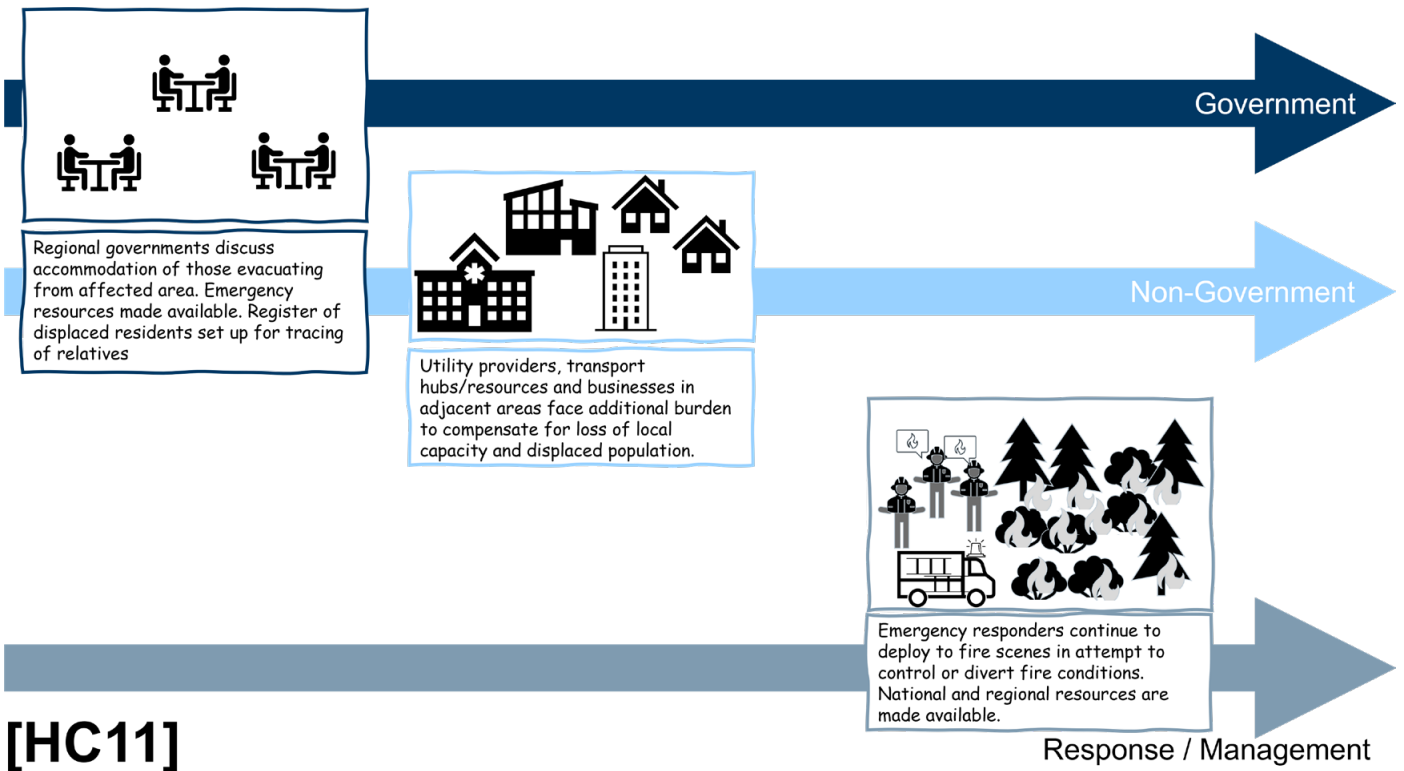 Government
Regional governments discuss
accommodation of those evacuating
from affected area. Emergency
resources made available. Register of
displaced residents set up for tracing
of relatives
Non-Government
Utility providers, transport
hubs/resources and businesses in
adjacent areas face additional burden
to compensate for loss of local
capacity and displaced population.
Emergency responders continue to
deploy to fire scenes in attempt to
control or divert fire conditions.
National and regional resources are
made available.
[HC11]
Response / Management